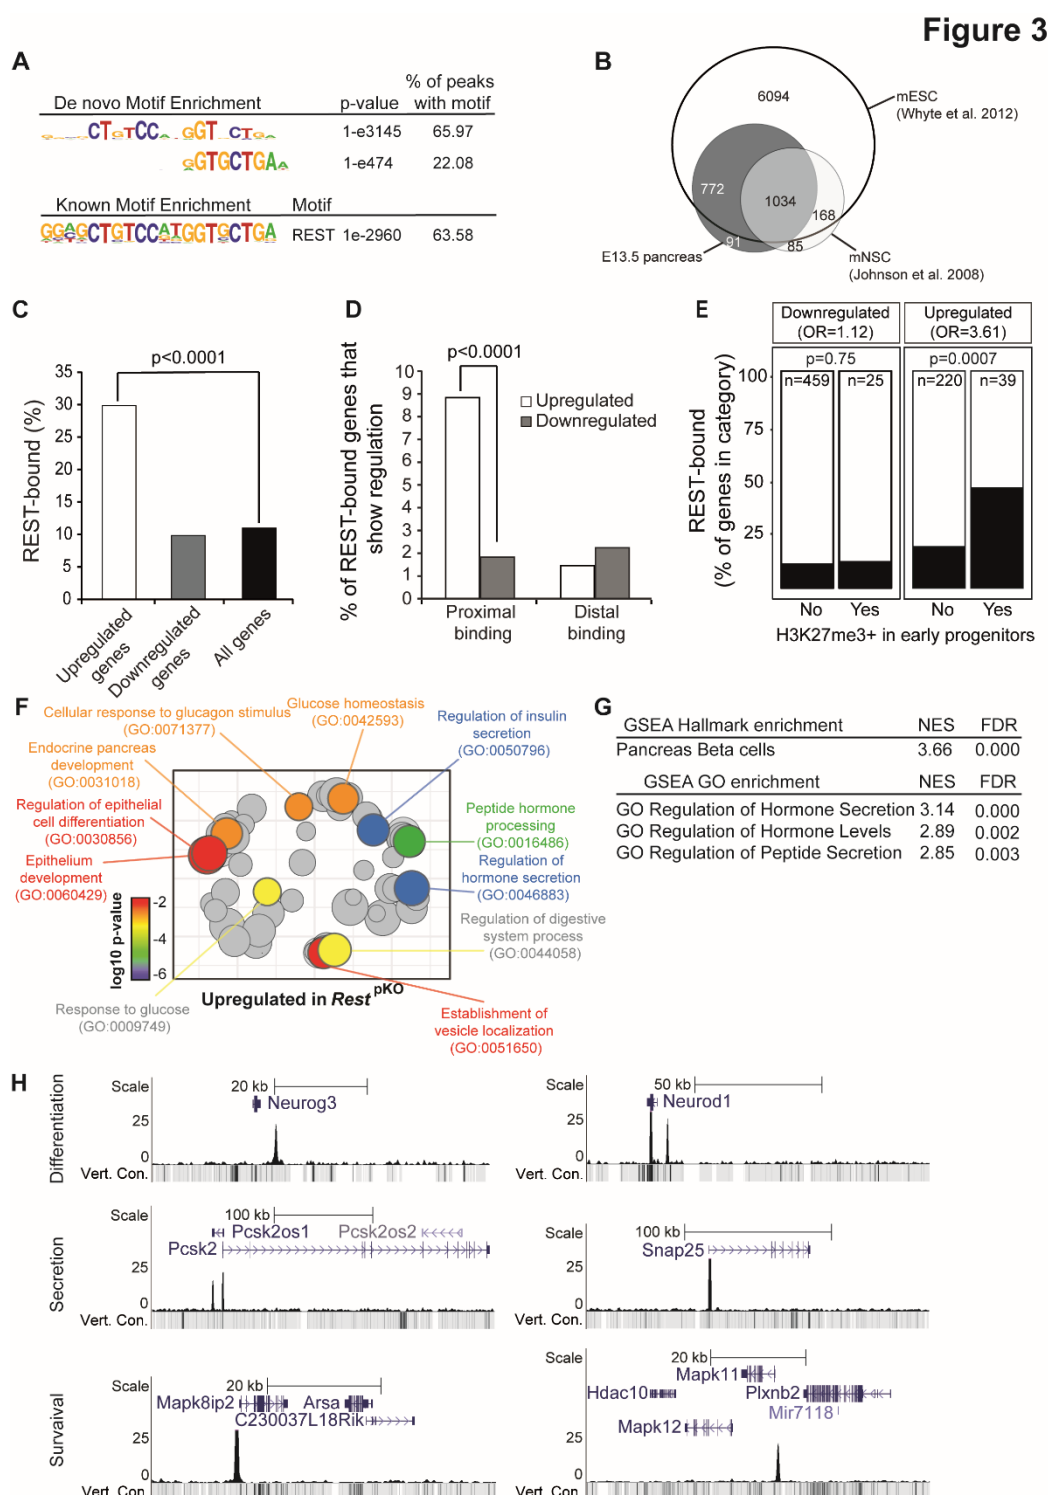 Figure 3
A
% of peaks
De novo Motif Enrichment p-value with motif
CTGTCCA GGT CTGA 1-e3145 65.97
GGTGCTGAA 1-e474 22.08
Known Motif Enrichment Motif
GGAGCTGTCCATGGTGCTGA REST 1e-2960 63.58
B
6094
mESC
(Whyte et al. 2012)
772
1034
168
91
85
E13.5 pancreas
mNSC
(Johnson et al. 2008)
C
p<0.0001
REST-bound (%)
35
30
25
20
15
10
5
0
Upregulated genes
Downregulated genes
All genes
D
p<0.0001
% of REST-bound genes that
show regulation
10
9
8
7
6
5
4
3
2
1
0
Upregulated
Downregulated
Proximal
binding
Distal
binding
E
Downregulated
(OR=1.12)
Upregulated
(OR=3.61)
p=0.75
p=0.0007
n=459
n=25
n=220
n=39
REST-bound
(% of genes in category)
100
75
50
25
No Yes No Yes
H3K27me3+ in early progenitors
F
Cellular response to glucagon stimulus
(GO:0071377)
Glucose homeostasis
(GO:0042593)
Regulation of insulin
secretion
(GO:0050796)
Endocrine pancreas
development
(GO:0031018)
Regulation of epithelial
cell differentiation
(GO:0030856)
Epithelium
development
(GO:0060429)
Peptide hormone
processing
(GO:0016486)
Regulation of
hormone secretion
(GO:0046883)
Regulation of digestive
system process
(GO:0044058)
log10 p-value
-2
-4
-6
Upregulated in Rest pKO
Response to glucose
(GO:0009749)
Establishment of
vesicle localization
(GO:0051650)
G
GSEA Hallmark enrichment NES FDR
Pancreas Beta cells 3.66 0.000
GSEA GO enrichment NES FDR
GO Regulation of Hormone Secretion 3.14 0.000
GO Regulation of Hormone Levels 2.89 0.002
GO Regulation of Peptide Secretion 2.85 0.003
H
Differentiation
Scale 20 kb
Neurog3
25
0
Vert. Con.
Scale 50 kb
Neurod1
25
0
Vert. Con.
Secretion
Scale 100 kb
Pcsk2os1 Pcsk2os2
Pcsk2
25
0
Vert. Con.
Scale 100 kb
Snap25
25
0
Vert. Con.
Survaival
Scale 20 kb
Mapk8ip2 Arsa
C230037L18Rik
25
0
Vert. Con.
Scale 20 kb
Mapk11
Hdac10 Plxnb2
Mir7118
Mapk12
25
0
Vert. Con.